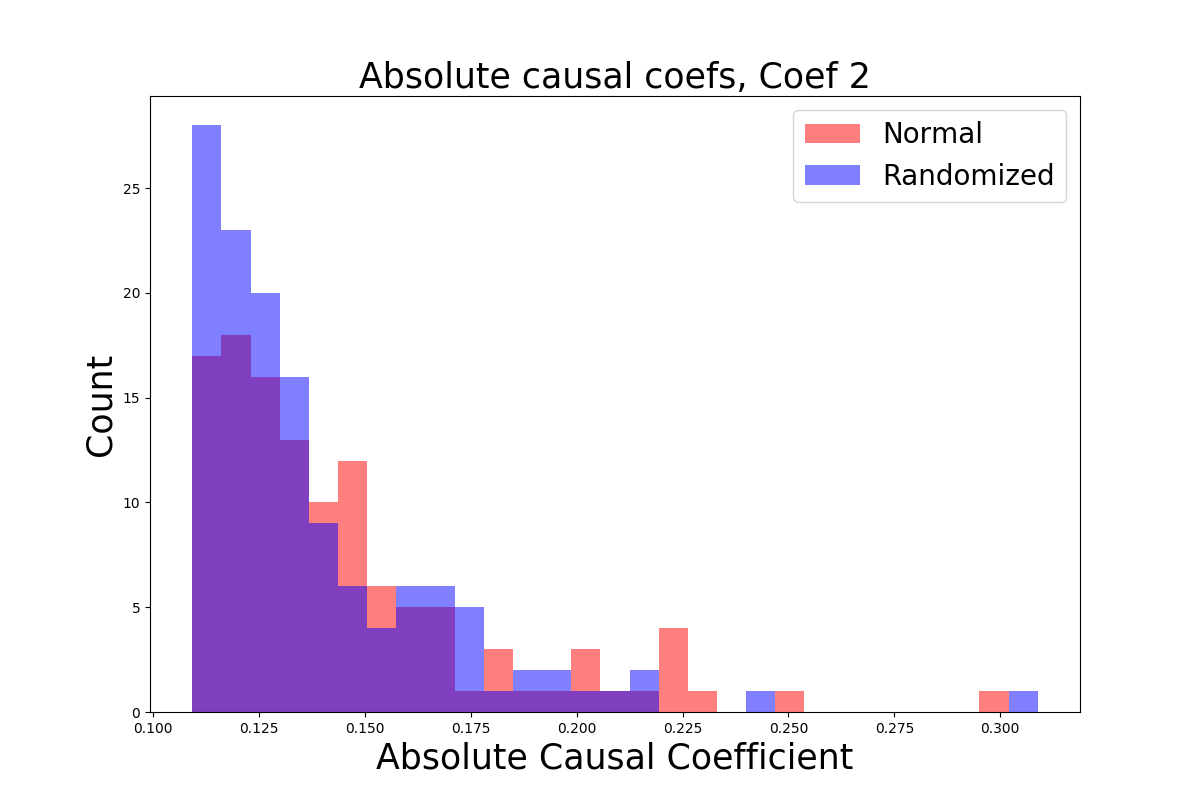 Absolute causal coefs, Coef 2
Normal
Randomized
Count
25
20
15
10
5
0
0.100 0.125 0.150 0.175 0.200 0.225 0.250 0.275 0.300
Absolute Causal Coefficient